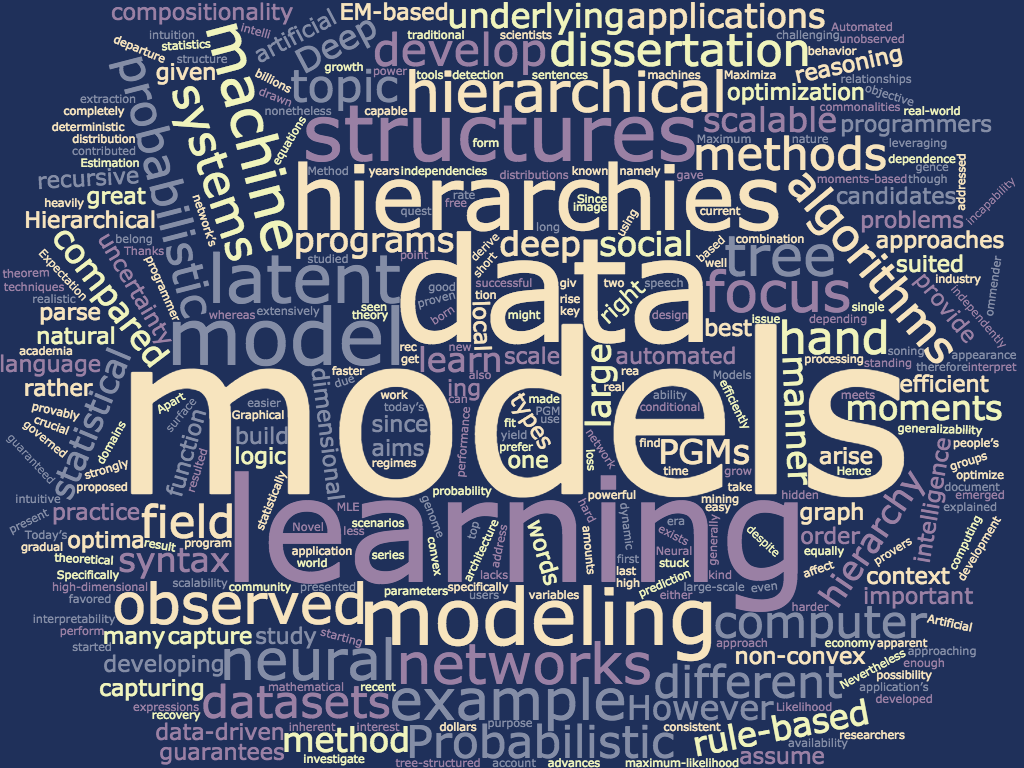 compositionality
intelli
artificial
EM-based
underlying
applications
Automated
unobserved
departure
intuition
statistics
structure
machine
Deep
traditional
scientists
develop
dissertation
challenging
behavior
reasoning
given
billions
growth
power
tools
detection
sentences
machines
Maximiza
relationships
objective
probabilistic
systems
drawn
nonetheless
topic
hierarchical
optimization
extraction
completely
capable
commonalities
real-world
deterministic
distribution
contributed
equations
structures
form
scalable
programmers
Estimation
Maximum
nature
leveraging
methods
dependence
gence
addressed
recursive
Method
years
independencies
distributions
known
namely
gave
moments-based
though
incapability
heavily
great
network's
hierarchies
rate
free
quest
Since
image
using
current
algorithms
candidates
Hierarchical
long
problems
compared
uncertainty
belong
Thanks
programs
studied
point
derive
short
deep
social
based
well
combination
approaches
tree
suited
industry
ommender
theorem
techniques
Expectation
realistic
programmer
latent
data
good
proven
born
successful
tion
giv
rise
key
two
speech
right
design
focus
provide
independently
parse
whereas
extensively
seen
theory
local
might
depending
single
natural
model
best
issue
hand
academia
language
rec
get
learn
new
also
scale
automated
Models
processing
soning
standing
appearance
therefore
interpret
rather
statistical
faster
due
models
rea
real
ability
conditional
efficiently
manner
efficient
provably
crucial
governed
Apart
surface
easier
Graphical
dimensional
work
today's
ing
can
types
made
PGM
use
large
meets
moments
generalizability
guaranteed
domains
function
resulted
build
logic
since
aims
regimes
performance
fit
yield
prefer
one
network
loss
find
PGMs
time
grow
arise
Hence
people's
groups
optimize
strongly
proposed
statistically
probability
take
mining
easy
hidden
document
emerged
explained
intuitive
present
Today's
gradual
practice
field
learning
Novel
MLE
less
scenarios
genome
convex
top
address
architecture
words
hard
amounts
powerful
dynamic
era
exists
Neural
stuck
generally
despite
graph
order
equally
affect
provers
hierarchy
intelligence
computing
development
optima
result
program
theoretical
syntax
application
world
series
lacks
first
last
high
prediction
kind
context
Specifically
high-dimensional
favored
scalability
community
presented
parameters
specifically
users
variables
either
large-scale
even
harder
important
interpretability
perform
started
observed
modeling
computer
Artificial
many
capture
study
starting
approach
economy
apparent
approaching
developing
neural
networks
different
non-convex
Nevertheless
enough
possibility
application's
developed
capturing
mathematical
recent
expressions
recovery
datasets
example
However
Likelihood
data-driven
inherent
interest
dollars
purpose
consistent
rule-based
researchers
availability
guarantees
method
investigate
Probabilistic
tree-structured
account
advances
maximum-likelihood
assume